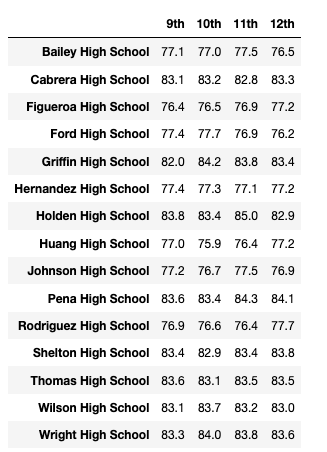 9th 10th 11th 12th
Bailey High School 77.1 77.0 77.5 76.5
Cabrera High School 83.1 83.2 82.8 83.3
Figueroa High School 76.4 76.5 76.9 77.2
Ford High School 77.4 77.7 76.9 76.2
Griffin High School 82.0 84.2 83.8 83.4
Hernandez High School 77.4 77.3 77.1 77.2
Holden High School 83.8 83.4 85.0 82.9
Huang High School 77.0 75.9 76.4 77.2
Johnson High School 77.2 76.7 77.5 76.9
Pena High School 83.6 83.4 84.3 84.1
Rodriguez High School 76.9 76.6 76.4 77.7
Shelton High School 83.4 82.9 83.4 83.8
Thomas High School 83.6 83.1 83.5 83.5
Wilson High School 83.1 83.7 83.2 83.0
Wright High School 83.3 84.0 83.8 83.6